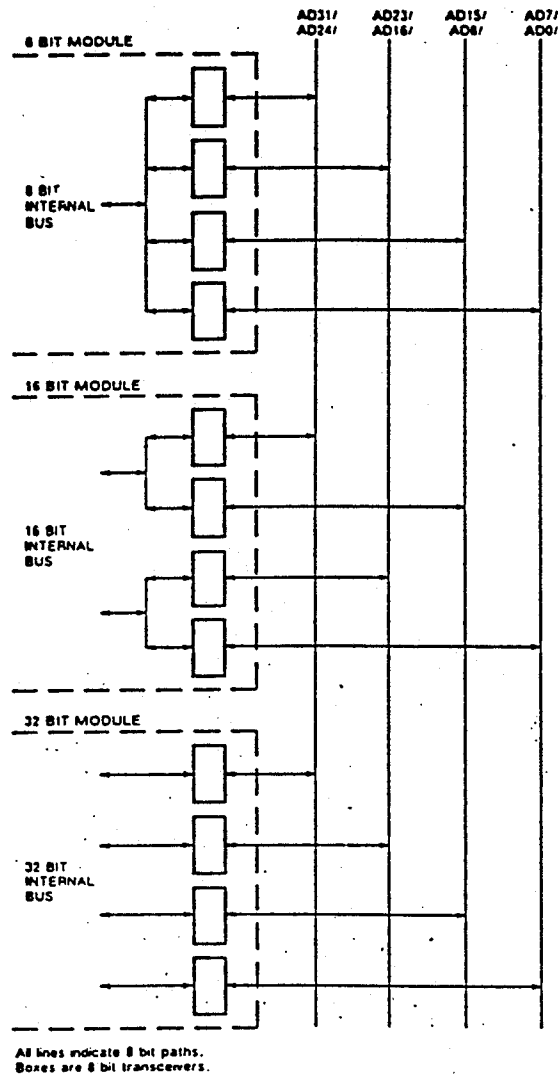 AD31/ AD23/ AD15/ AD7/
AD24/ AD16/ AD8/ AD0/
8 BIT MODULE
8 BIT
INTERNAL
BUS
16 BIT MODULE
16 BIT
INTERNAL
BUS
32 BIT MODULE
32 BIT
INTERNAL
BUS
All lines indicate 8 bit paths.
Boxes are 8 bit transceivers.